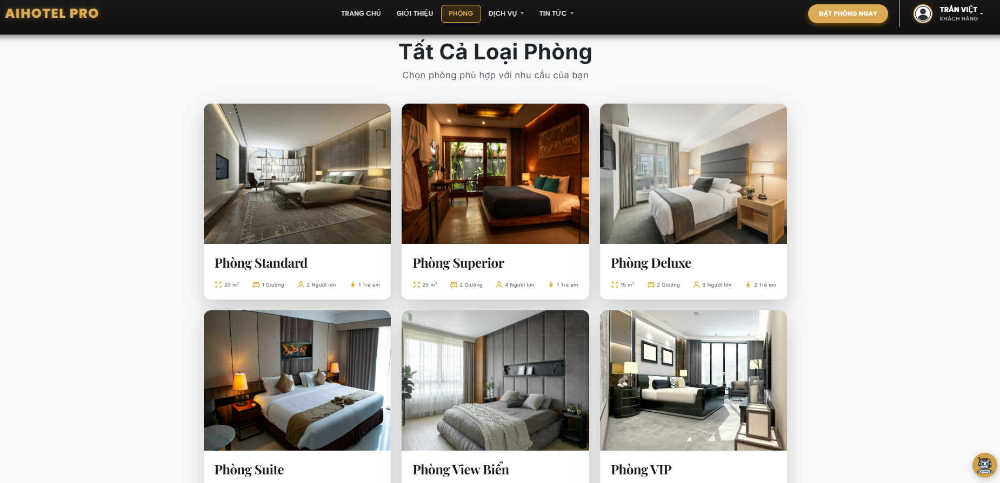 AIHOTEL PRO
TRANG CHỦ GIỚI THIỆU PHÒNG DỊCH VỤ TIN TỨC
ĐẶT PHÒNG NGAY
TRẦN VIỆT
KHÁCH HÀNG
Tất Cả Loại Phòng
Chọn phòng phù hợp với nhu cầu của bạn
Phòng Standard
20 m² 1 Giường 2 Người lớn 1 Trẻ em
Phòng Superior
25 m² 2 Giường 4 Người lớn 1 Trẻ em
Phòng Deluxe
15 m² 2 Giường 3 Người lớn 2 Trẻ em
Phòng Suite
Phòng View Biển
Phòng VIP